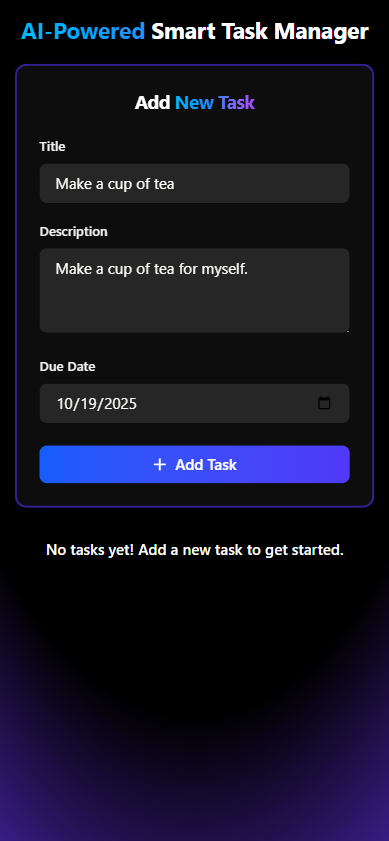 AI-Powered Smart Task Manager
Add New Task
Title
Make a cup of tea
Description
Make a cup of tea for myself.
Due Date
10/19/2025
+ Add Task
No tasks yet! Add a new task to get started.